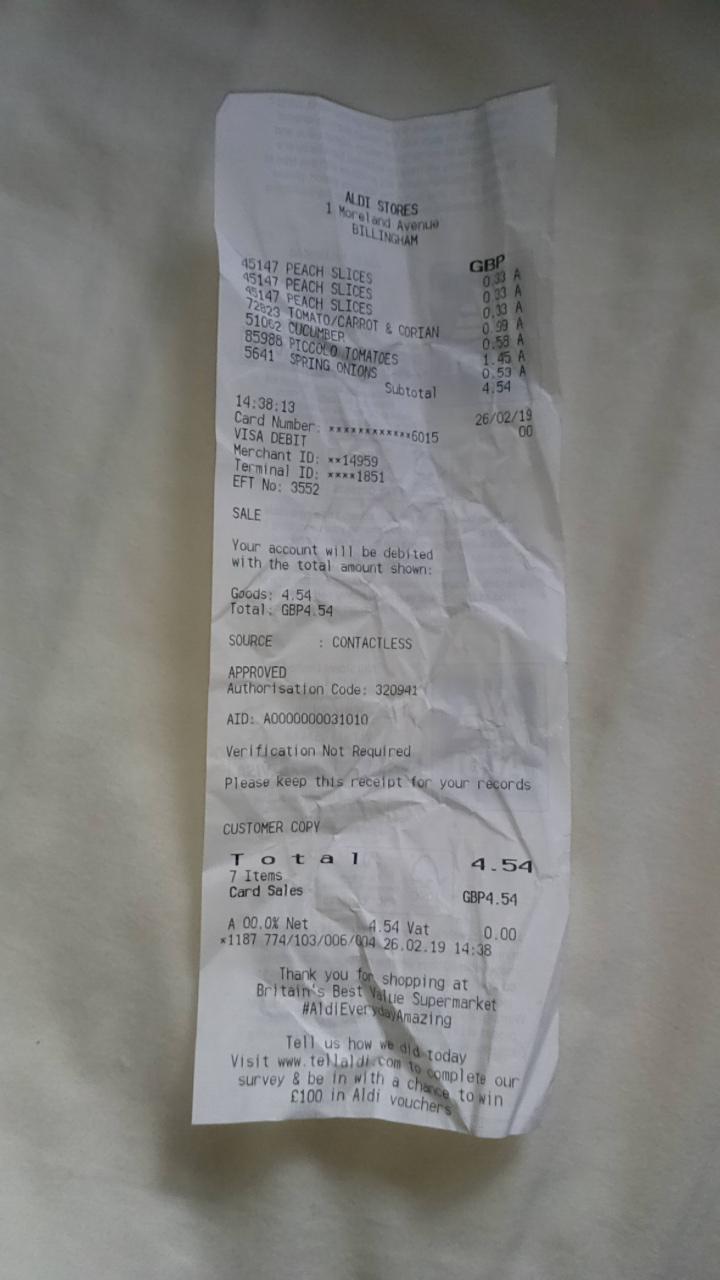 ALDI STORES
1 Moreland Avenue
BILLINGHAM
GBP
45147 PEACH SLICES 0.33 A
45147 PEACH SLICES 0.33 A
45147 PEACH SLICES 0.33 A
72823 TOMATO/CARROT & CORIAN 0.99 A
51062 CUCUMBER 0.58 A
85986 PICCOLO TOMATOES 1.45 A
5641 SPRING ONIONS 0.53 A
Subtotal 4.54
14:38:13 26/02/19
Card Number: ************6015 00
VISA DEBIT
Merchant ID: **14959
Terminal ID: ****1851
EFT No: 3552
SALE
Your account will be debited
with the total amount shown:
Goods: 4.54
Total: GBP4.54
SOURCE : CONTACTLESS
APPROVED
Authorisation Code: 320941
AID: A0000000031010
Verification Not Required
Please keep this receipt for your records
CUSTOMER COPY
Total 4.54
7 Items
Card Sales GBP4.54
A 00.0% Net 4.54 Vat 0.00
*1187 774/103/006/004 26.02.19 14:38
Thank you for shopping at
Britain's Best Value Supermarket
#AldiEverydayAmazing
Tell us how we did today
Visit www.tellaldi.com to complete our
survey & be in with a chance to win
£100 in Aldi vouchers